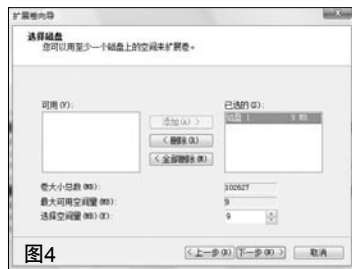 扩展卷向导
选择磁盘
您可以用至少一个磁盘上的空间来扩展卷。
可用(V): 已选的(S):
添加(A) > 磁盘 1 9 MB
< 删除(R)
< 全部删除(M)
卷大小总数(MB): 102627
最大可用空间量(MB): 9
选择空间量(MB)(E): 9
< 上一步(B) 下一步(N) > 取消
图4